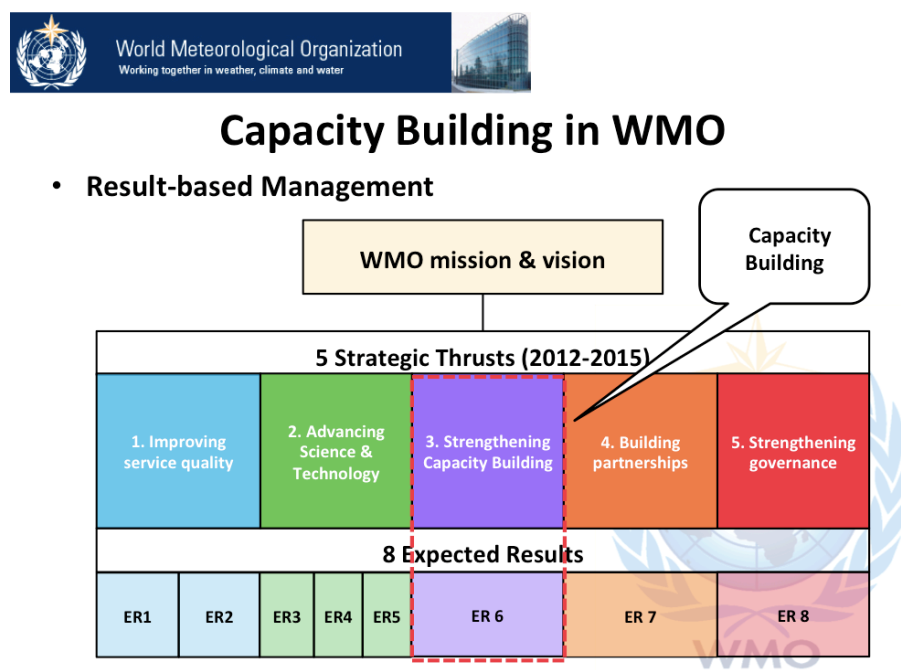 World Meteorological Organization
Working together in weather, climate and water
Capacity Building in WMO
• Result-based Management
Capacity
Building
WMO mission & vision
5 Strategic Thrusts (2012-2015)
1. Improving
service quality
2. Advancing
Science &
Technology
3. Strengthening
Capacity Building
4. Building
partnerships
5. Strengthening
governance
8 Expected Results
ER1
ER2
ER3
ER4
ER5
ER 6
ER 7
ER 8
WMO